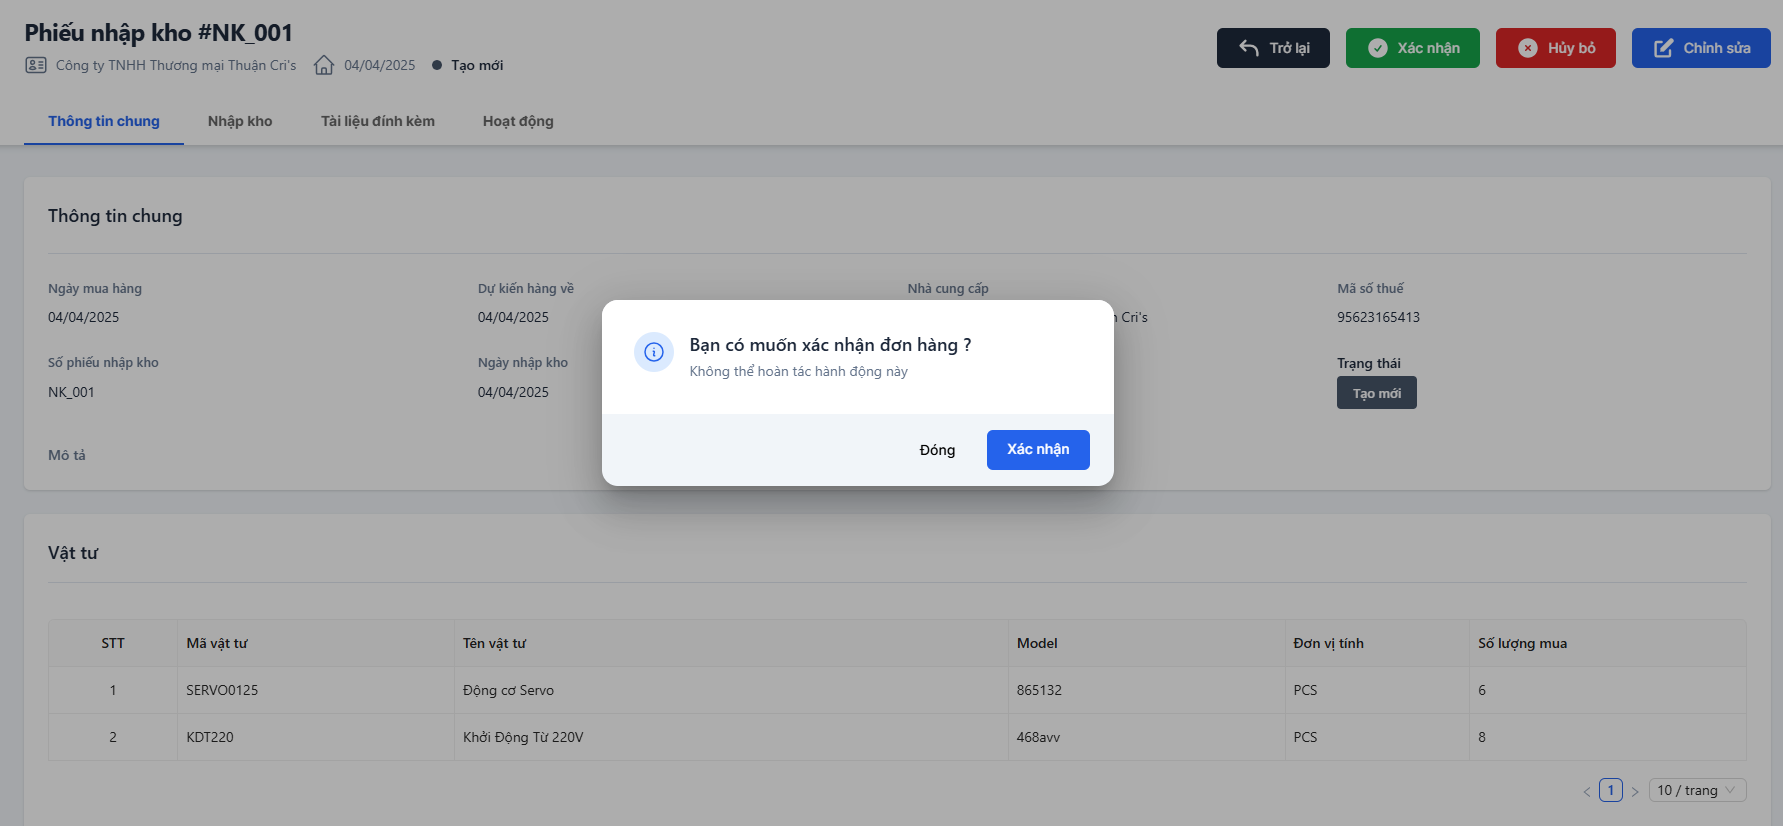 Phiếu nhập kho #NK_001
Công ty TNHH Thương mại Thuận Cri's 04/04/2025 Tạo mới
Trở lại Xác nhận Hủy bỏ Chỉnh sửa
Thông tin chung Nhập kho Tài liệu đính kèm Hoạt động
Thông tin chung
Ngày mua hàng Dự kiến hàng về Nhà cung cấp Mã số thuế
04/04/2025 04/04/2025 Cri's 95623165413
Số phiếu nhập kho Ngày nhập kho Trạng thái
NK_001 04/04/2025 Tạo mới
Mô tả
Bạn có muốn xác nhận đơn hàng ?
Không thể hoàn tác hành động này
Đóng Xác nhận
Vật tư
STT Mã vật tư Tên vật tư Model Đơn vị tính Số lượng mua
1 SERVO0125 Động cơ Servo 865132 PCS 6
2 KDT220 Khởi Động Từ 220V 468avv PCS 8
< 1 > 10 / trang